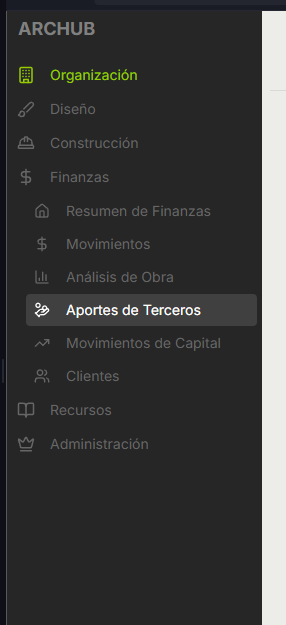 ARCHUB
Organización
Diseño
Construcción
Finanzas
Resumen de Finanzas
Movimientos
Análisis de Obra
Aportes de Terceros
Movimientos de Capital
Clientes
Recursos
Administración